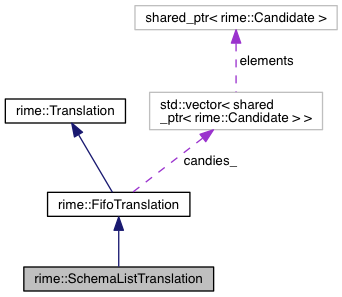 shared_ptr< rime::Candidate >
elements
rime::Translation
std::vector< shared
_ptr< rime::Candidate > >
candies_
rime::FifoTranslation
rime::SchemaListTranslation